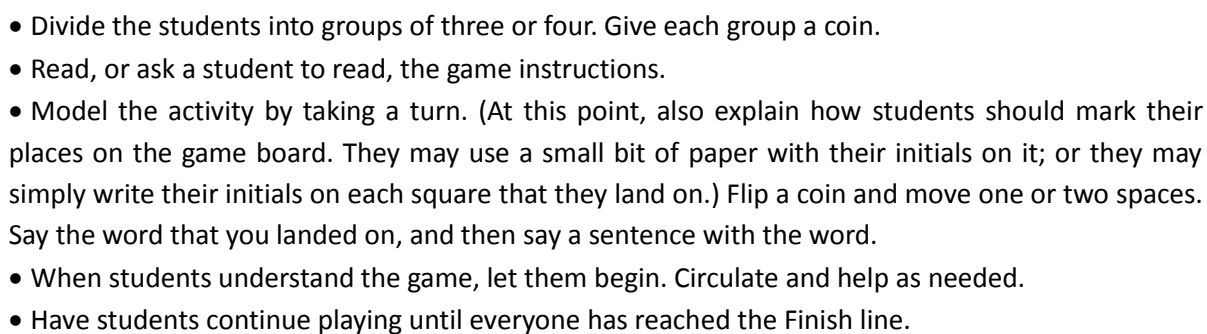 • Divide the students into groups of three or four. Give each group a coin.
• Read, or ask a student to read, the game instructions.
• Model the activity by taking a turn. (At this point, also explain how students should mark their
places on the game board. They may use a small bit of paper with their initials on it; or they may
simply write their initials on each square that they land on.) Flip a coin and move one or two spaces.
Say the word that you landed on, and then say a sentence with the word.
• When students understand the game, let them begin. Circulate and help as needed.
• Have students continue playing until everyone has reached the Finish line.